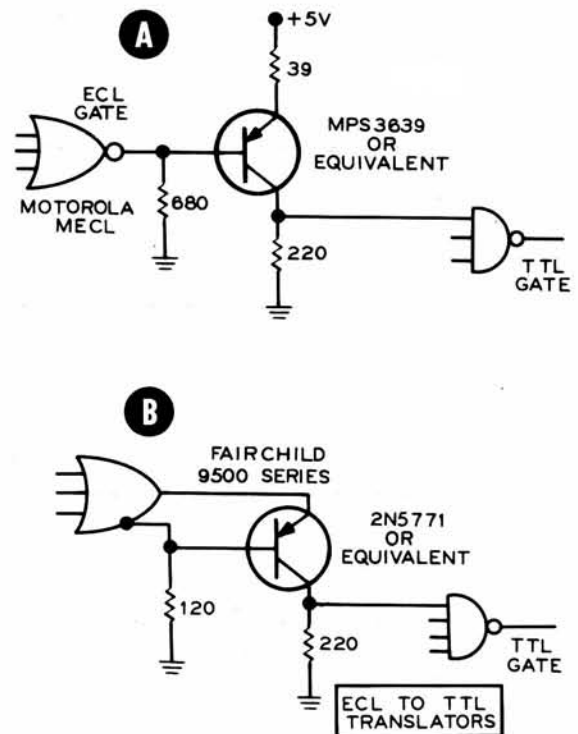 A
+5V
39
ECL
GATE
MPS3639
OR
EQUIVALENT
MOTOROLA
MECL
680
220
TTL
GATE
B
FAIRCHILD
9500 SERIES
2N5771
OR
EQUIVALENT
120
220
TTL
GATE
ECL TO TTL
TRANSLATORS